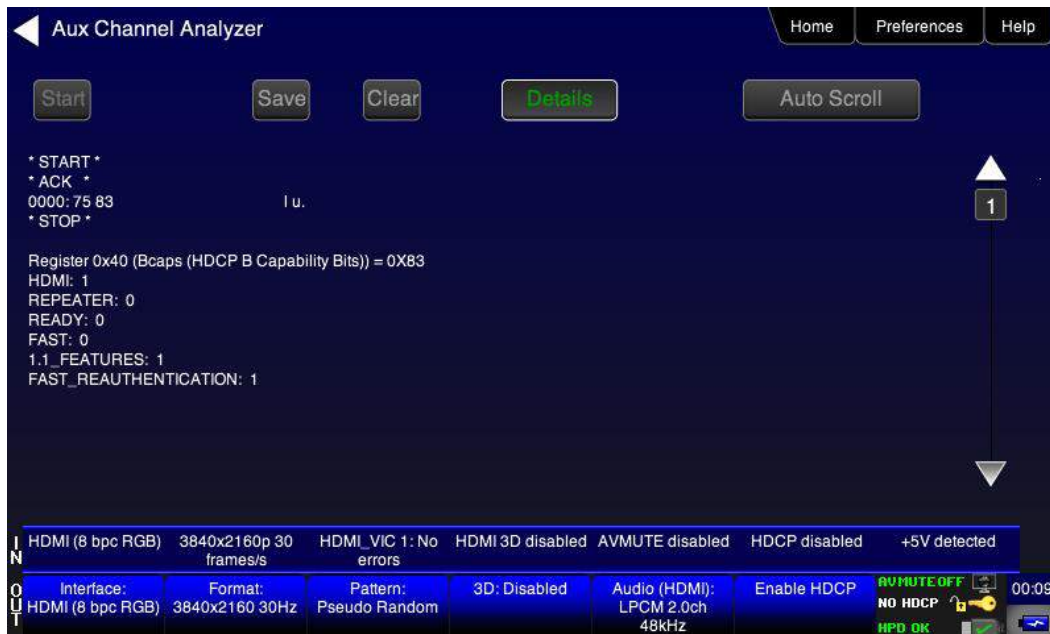 Aux Channel Analyzer
Home
Preferences
Help
Start
Save
Clear
Details
Auto Scroll
* START *
* ACK *
0000: 75 83 l u.
* STOP *
1
Register 0x40 (Bcaps (HDCP B Capability Bits)) = 0X83
HDMI: 1
REPEATER: 0
READY: 0
FAST: 0
1.1_FEATURES: 1
FAST_REAUTHENTICATION: 1
IN
HDMI (8 bpc RGB)
3840x2160p 30
frames/s
HDMI_VIC 1: No
errors
HDMI 3D disabled
AVMUTE disabled
HDCP disabled
+5V detected
OUT
Interface:
HDMI (8 bpc RGB)
Format:
3840x2160 30Hz
Pattern:
Pseudo Random
3D: Disabled
Audio (HDMI):
LPCM 2.0ch
48kHz
Enable HDCP
AVMUTE OFF
NO HDCP
HPD OK
00:09